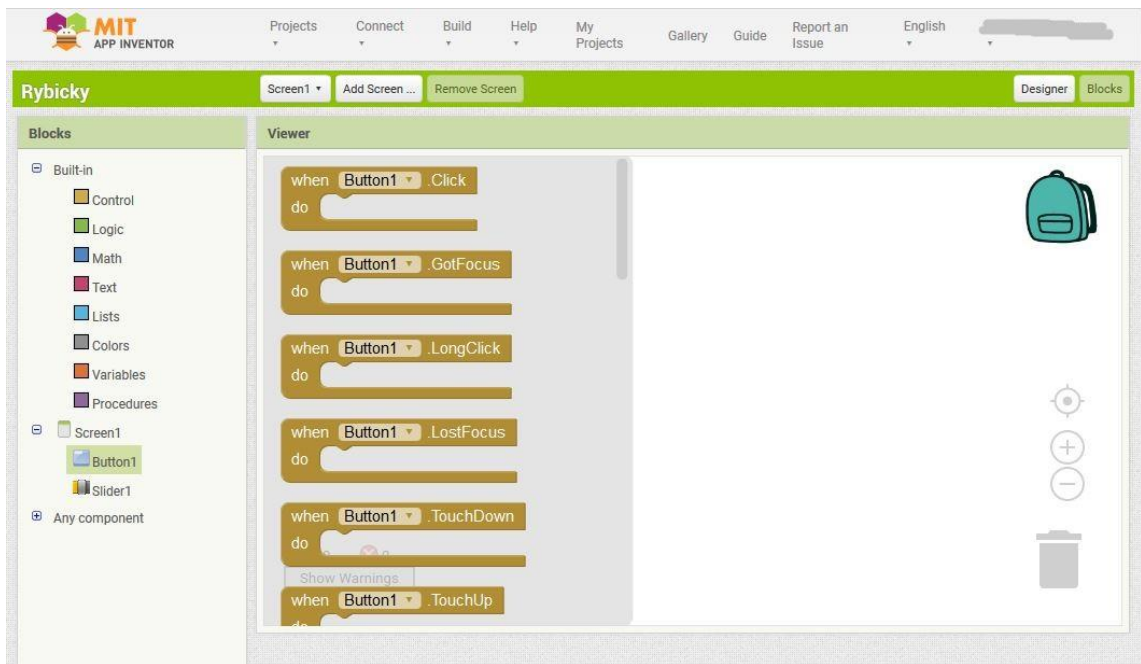 MIT
APP INVENTOR
Projects
Connect
Build
Help
My
Projects
Gallery
Guide
Report an
Issue
English
Rybicky
Screen1
Add Screen ...
Remove Screen
Designer
Blocks
Blocks
Viewer
Built-in
Control
Logic
Math
Text
Lists
Colors
Variables
Procedures
Screen1
Button1
Slider1
Any component
when Button1 .Click
do
when Button1 .GotFocus
do
when Button1 .LongClick
do
when Button1 .LostFocus
do
when Button1 .TouchDown
do
Show Warnings
when Button1 .TouchUp
do